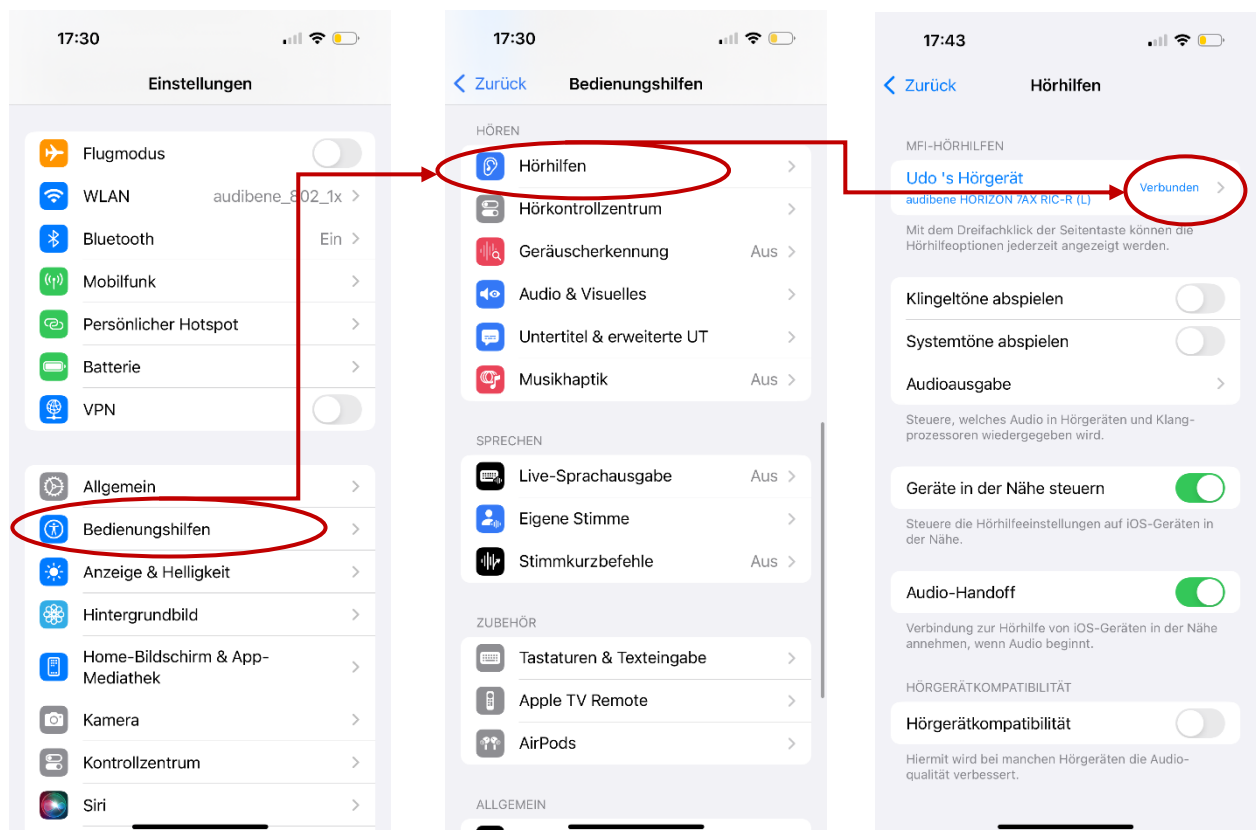 17:30
Einstellungen
Flugmodus
WLAN audibene_802_1x
Bluetooth Ein
Mobilfunk
Persönlicher Hotspot
Batterie
VPN
Allgemein
Bedienungshilfen
Anzeige & Helligkeit
Hintergrundbild
Home-Bildschirm & App-
Mediathek
Kamera
Kontrollzentrum
Siri
17:30
Zurück Bedienungshilfen
HÖREN
Hörhilfen
Hörkontrollzentrum
Geräuscherkennung Aus
Audio & Visuelles
Untertitel & erweiterte UT
Musikhaptik Aus
SPRECHEN
Live-Sprachausgabe Aus
Eigene Stimme
Stimmkurzbefehle Aus
ZUBEHÖR
Tastaturen & Texteingabe
Apple TV Remote
AirPods
ALLGEMEIN
17:43
Zurück Hörhilfen
MFI-HÖRHILFEN
Udo 's Hörgerät
audibene HORIZON 7AX RIC-R (L)
Verbunden
Mit dem Dreifachklick der Seitentaste können die
Hörhilfeoptionen jederzeit angezeigt werden.
Klingeltöne abspielen
Systemtöne abspielen
Audioausgabe
Steuere, welches Audio in Hörgeräten und Klang-
prozessoren wiedergegeben wird.
Geräte in der Nähe steuern
Steuere die Hörhilfeeinstellungen auf iOS-Geräten in
der Nähe.
Audio-Handoff
Verbindung zur Hörhilfe von iOS-Geräten in der Nähe
annehmen, wenn Audio beginnt.
HÖRGERÄTKOMPATIBILITÄT
Hörgerätkompatibilität
Hiermit wird bei manchen Hörgeräten die Audio-
qualität verbessert.